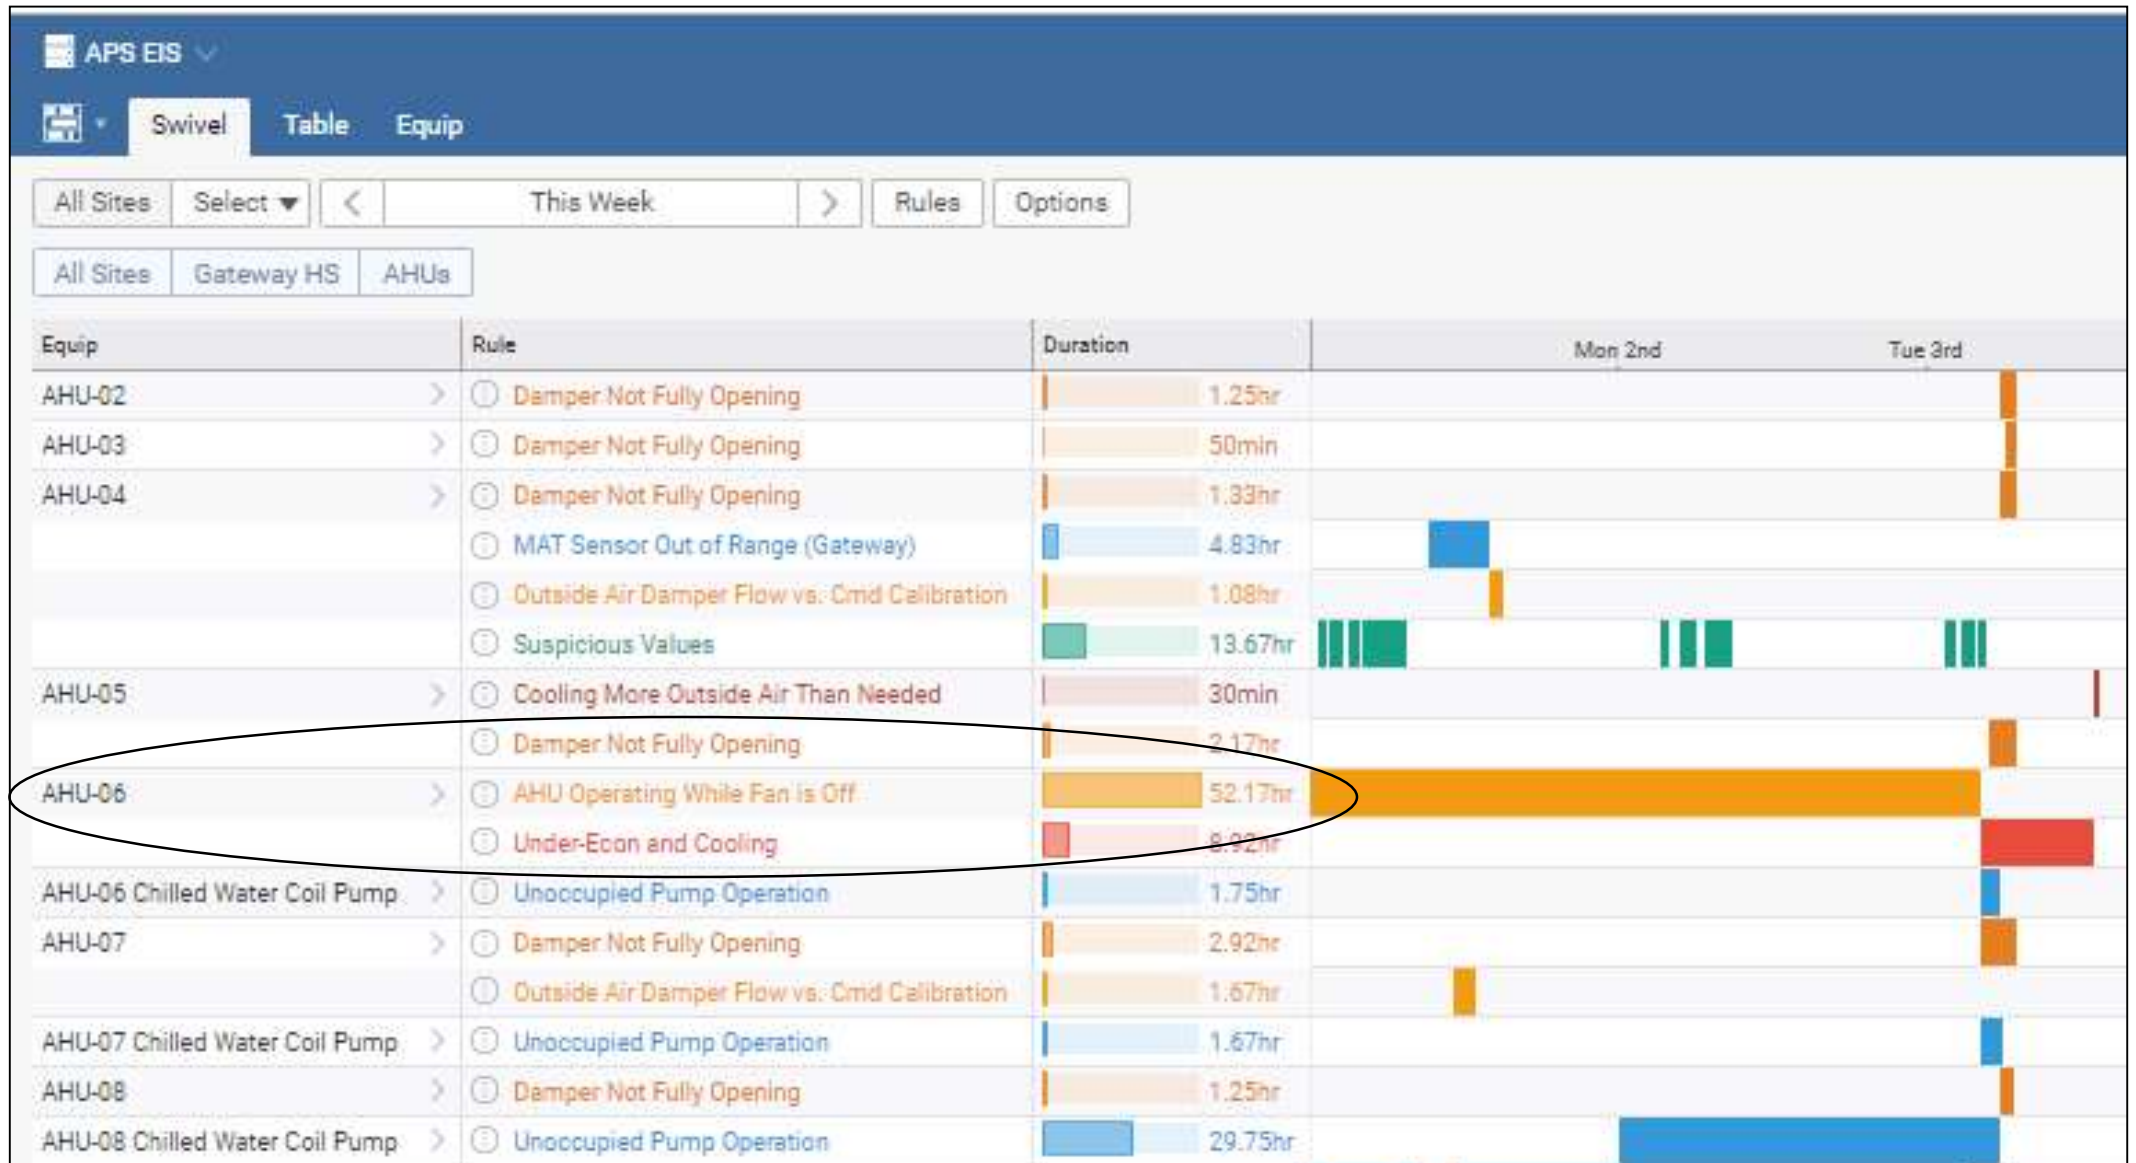 APS EIS
Swivel Table Equip
All Sites Select < This Week > Rules Options
All Sites Gateway HS AHUs
Equip Rule Duration Mon 2nd Tue 3rd
AHU-02 Damper Not Fully Opening 1.25hr
AHU-03 Damper Not Fully Opening 50min
AHU-04 Damper Not Fully Opening 1.33hr
MAT Sensor Out of Range (Gateway) 4.83hr
Outside Air Damper Flow vs. Cmd Calibration 1.08hr
Suspicious Values 13.67hr
AHU-05 Cooling More Outside Air Than Needed 30min
Damper Not Fully Opening 2.17hr
AHU-06 AHU Operating While Fan is Off 52.17hr
Under-Econ and Cooling 8.92hr
AHU-06 Chilled Water Coil Pump Unoccupied Pump Operation 1.75hr
AHU-07 Damper Not Fully Opening 2.92hr
Outside Air Damper Flow vs. Cmd Calibration 1.67hr
AHU-07 Chilled Water Coil Pump Unoccupied Pump Operation 1.67hr
AHU-08 Damper Not Fully Opening 1.25hr
AHU-08 Chilled Water Coil Pump Unoccupied Pump Operation 29.75hr